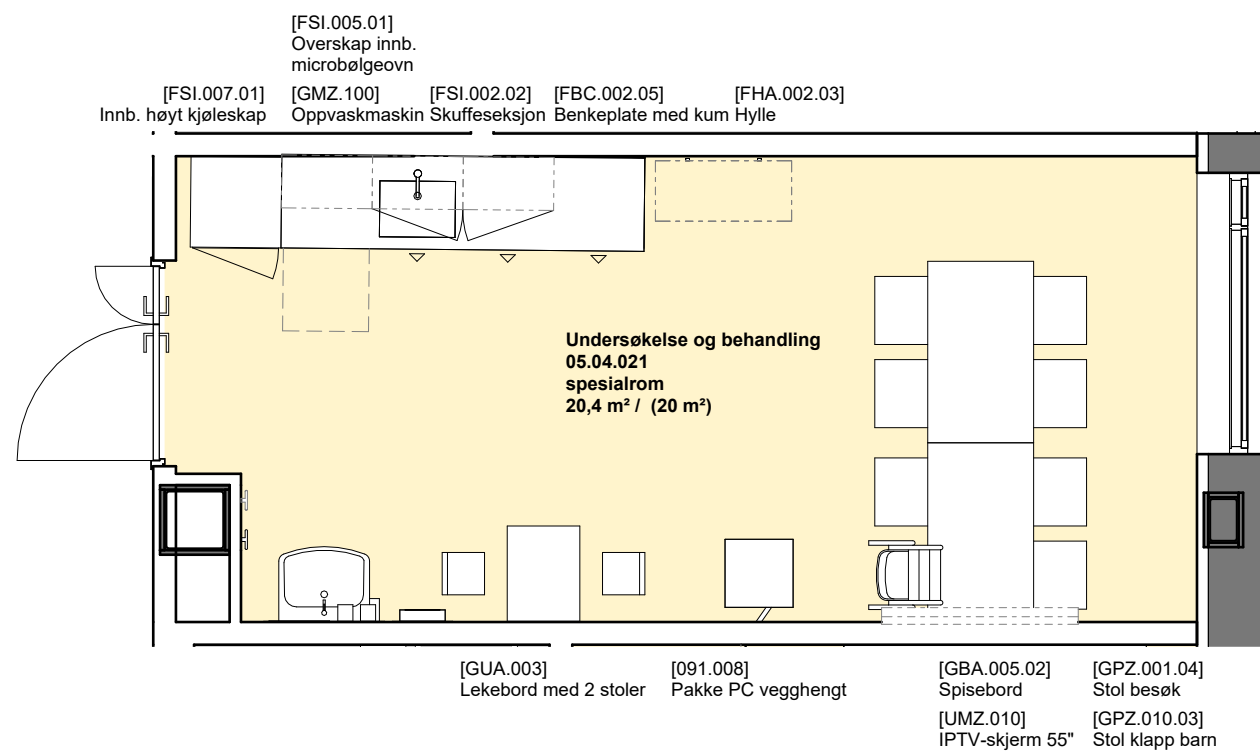 [FSI.005.01]
Overskap innb.
microbølgeovn
[FSI.007.01]
Innb. høyt kjøleskap
[GMZ.100]
Oppvaskmaskin
[FSI.002.02]
Skuffeseksjon
[FBC.002.05]
Benkeplate med kum
[FHA.002.03]
Hylle
Undersøkelse og behandling
05.04.021
spesialrom
20,4 m² / (20 m²)
[GUA.003]
Lekebord med 2 stoler
[091.008]
Pakke PC vegghengt
[GBA.005.02]
Spisebord
[UMZ.010]
IPTV-skjerm 55"
[GPZ.001.04]
Stol besøk
[GPZ.010.03]
Stol klapp barn